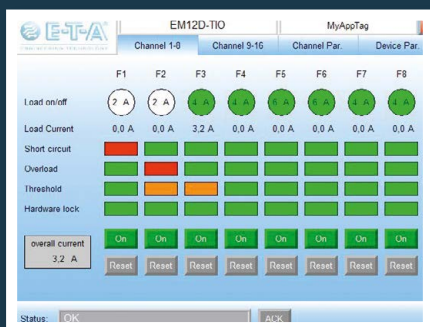 E-T-A
ENGINEERING TECHNOLOGY
EM12D-TIO
MyAppTag
Channel 1-8
Channel 9-16
Channel Par.
Device Par.
F1 F2 F3 F4 F5 F6 F7 F8
Load on/off 2 A 2 A 4 A 4 A 6 A 6 A 4 A 4 A
Load Current 0,0 A 0,0 A 3,2 A 0,0 A 0,0 A 0,0 A 0,0 A 0,0 A
Short circuit
Overload
Threshold
Hardware lock
overall current
3,2 A
On On On On On On On On
Reset Reset Reset Reset Reset Reset Reset Reset
Status: OK
ACK